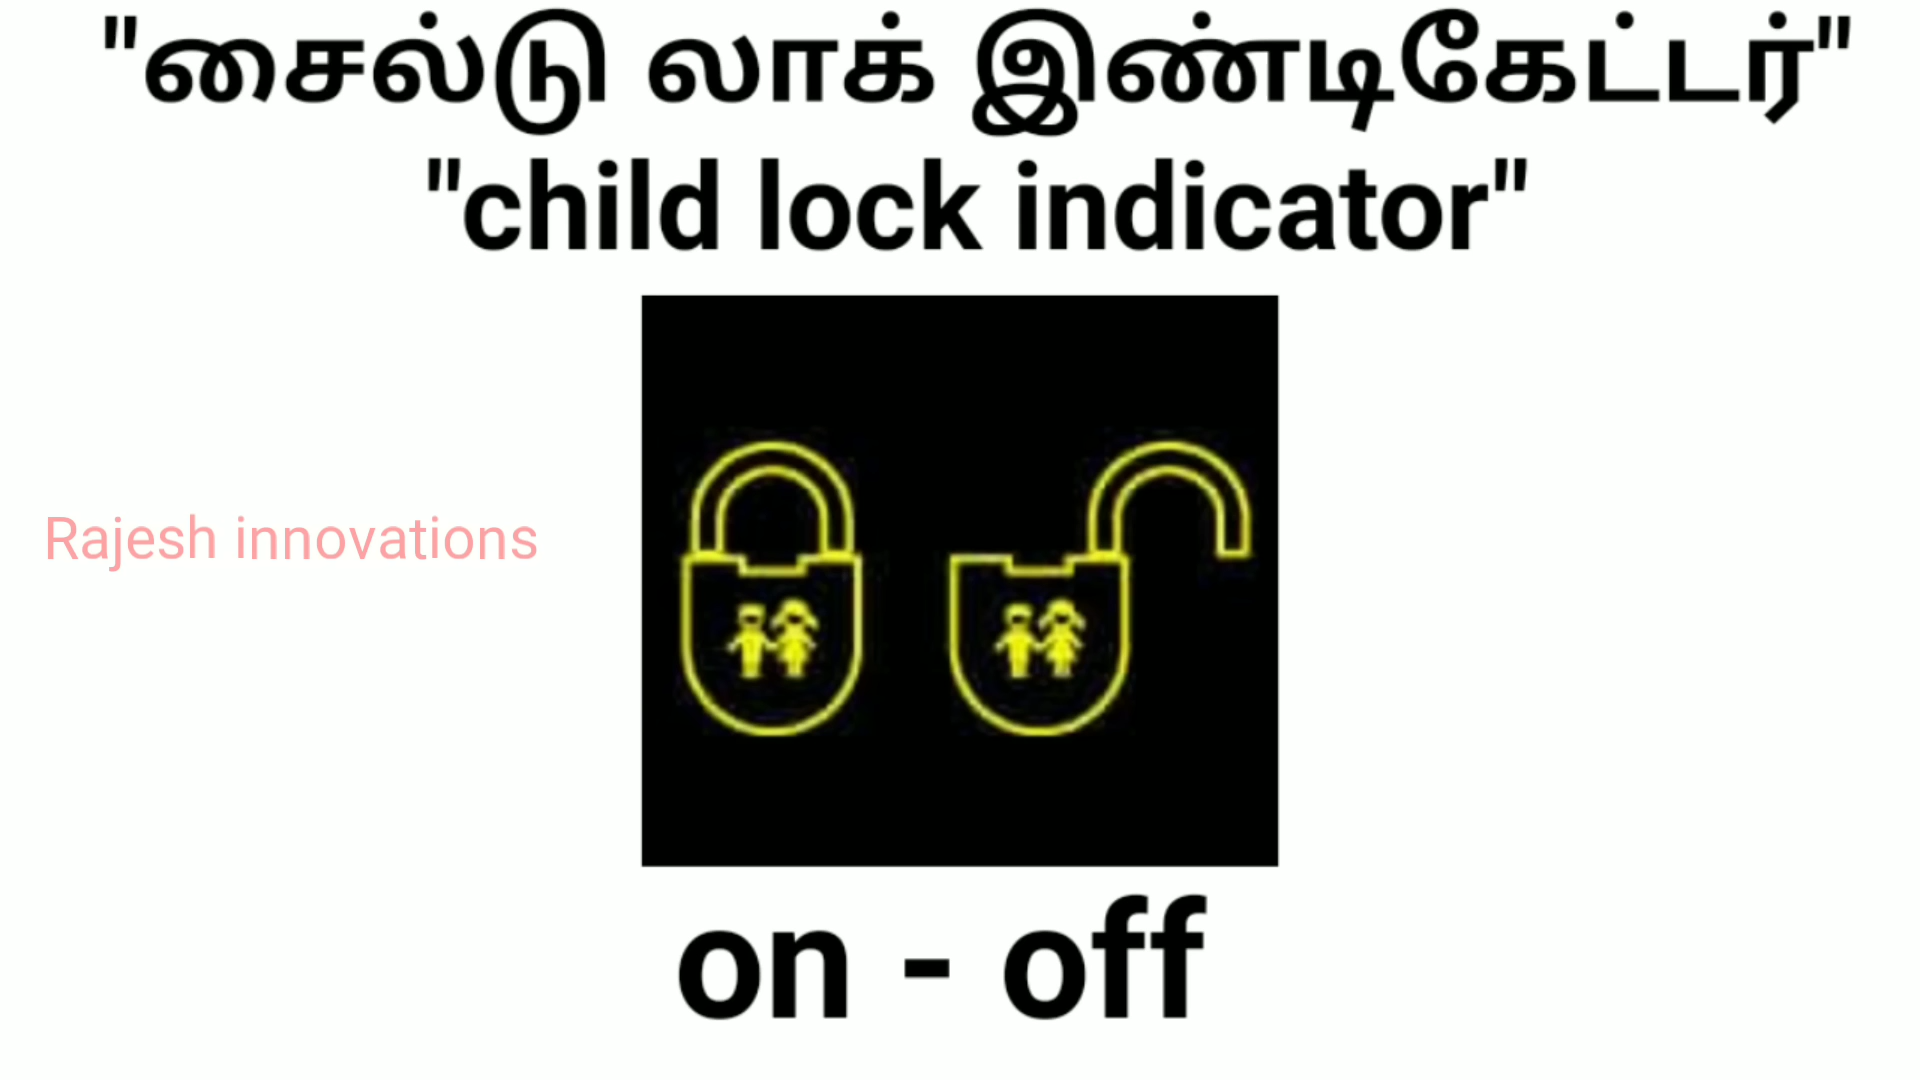 "சைல்டு லாக் இண்டிகேட்டர்"
"child lock indicator"
Rajesh innovations
on - off